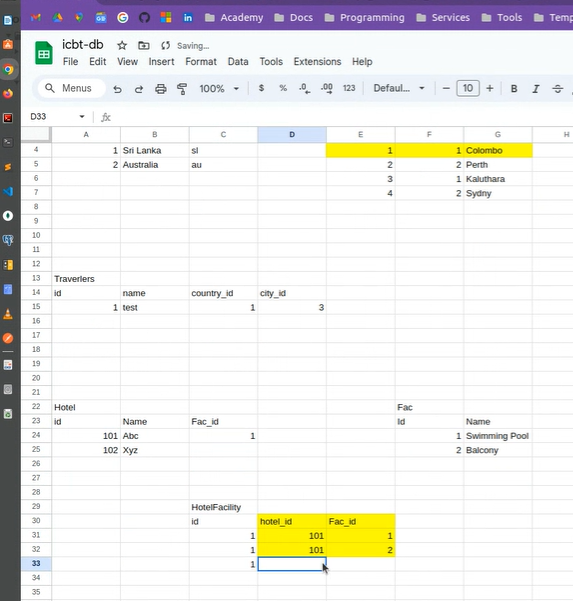 Academy Docs Programming Services Tools Temp
icbt-db Saving...
File Edit View Insert Format Data Tools Extensions Help
Menus 100% $ % .0 .00 123 Defaul... − 10 + B I S A
D33 fx
A B C D E F G H
4 1 Sri Lanka sl 1 1 Colombo
5 2 Australia au 2 2 Perth
6 3 1 Kaluthara
7 4 2 Sydny
8
9
10
11
12
13 Traverlers
14 id name country_id city_id
15 1 test 1 3
16
17
18
19
20
21
22 Hotel Fac
23 id Name Fac_id Id Name
24 101 Abc 1 1 Swimming Pool
25 102 Xyz 2 Balcony
26
27
28
29 HotelFacility
30 id hotel_id Fac_id
31 1 101 1
32 1 101 2
33 1
34
35